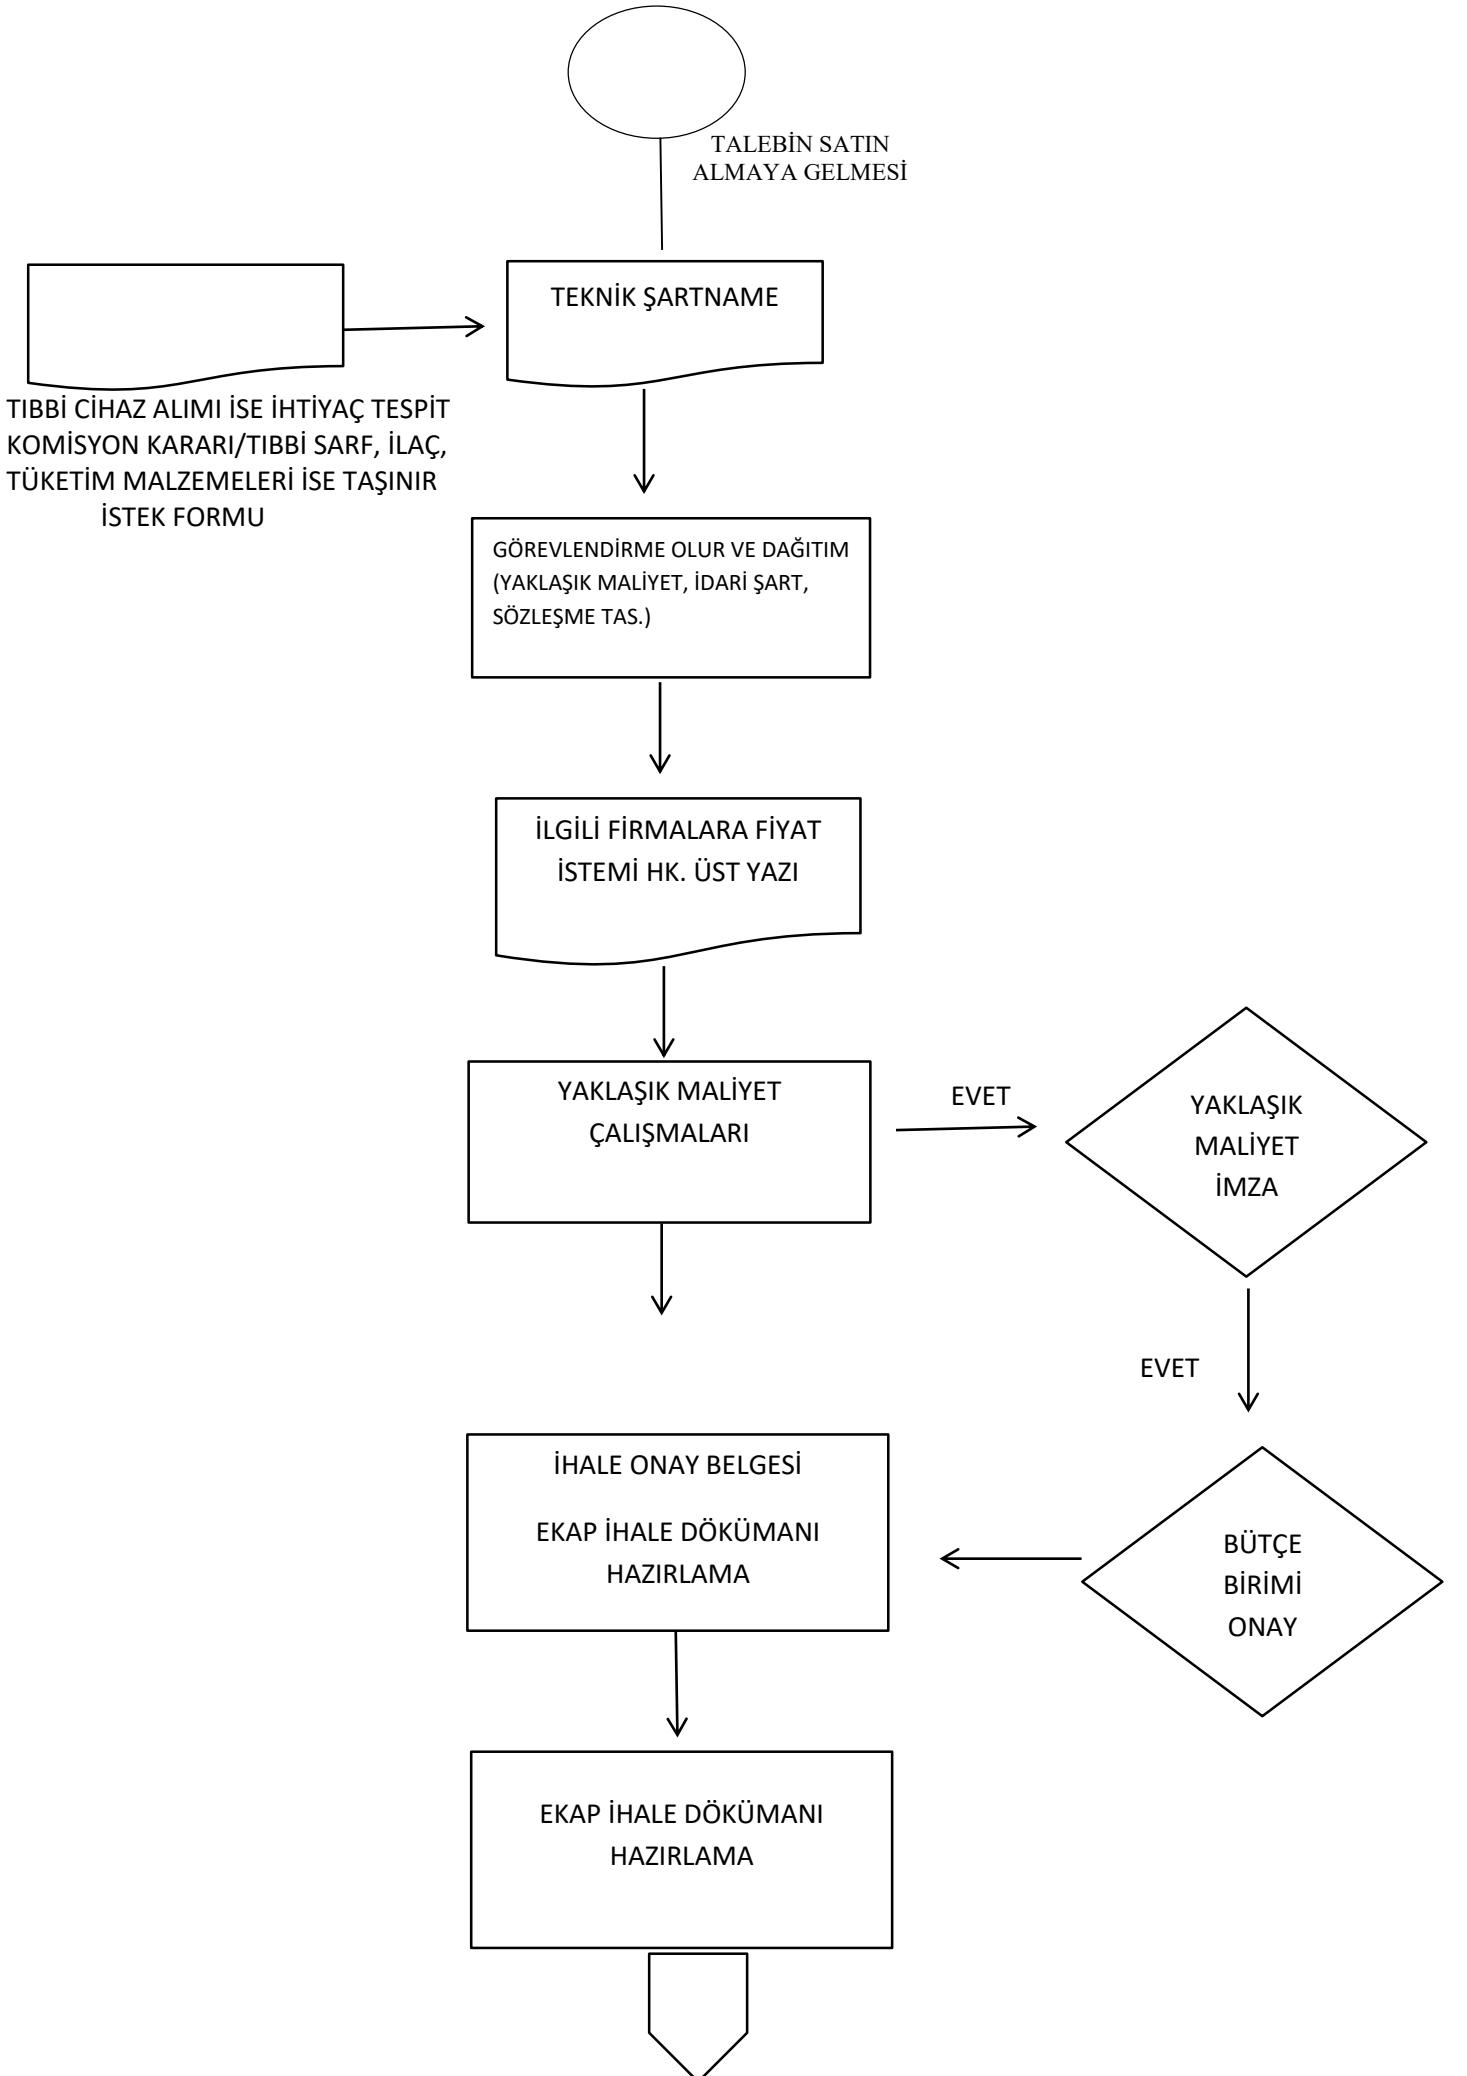 TALEBİN SATIN
ALMAYA GELMESİ
TEKNİK ŞARTNAME
TIBBİ CİHAZ ALIMI İSE İHTİYAÇ TESPİT
KOMİSYON KARARI/TIBBİ SARF, İLAÇ,
TÜKETİM MALZEMELERİ İSE TAŞINIR
İSTEK FORMU
GÖREVLENDİRME OLUR VE DAĞITIM
(YAKLAŞIK MALİYET, İDARİ ŞART,
SÖZLEŞME TAS.)
İLGİLİ FİRMALARA FİYAT
İSTEMİ HK. ÜST YAZI
YAKLAŞIK MALİYET
ÇALIŞMALARI
EVET
YAKLAŞIK
MALİYET
İMZA
EVET
İHALE ONAY BELGESİ
EKAP İHALE DÖKÜMANI
HAZIRLAMA
BÜTÇE
BİRİMİ
ONAY
EKAP İHALE DÖKÜMANI
HAZIRLAMA